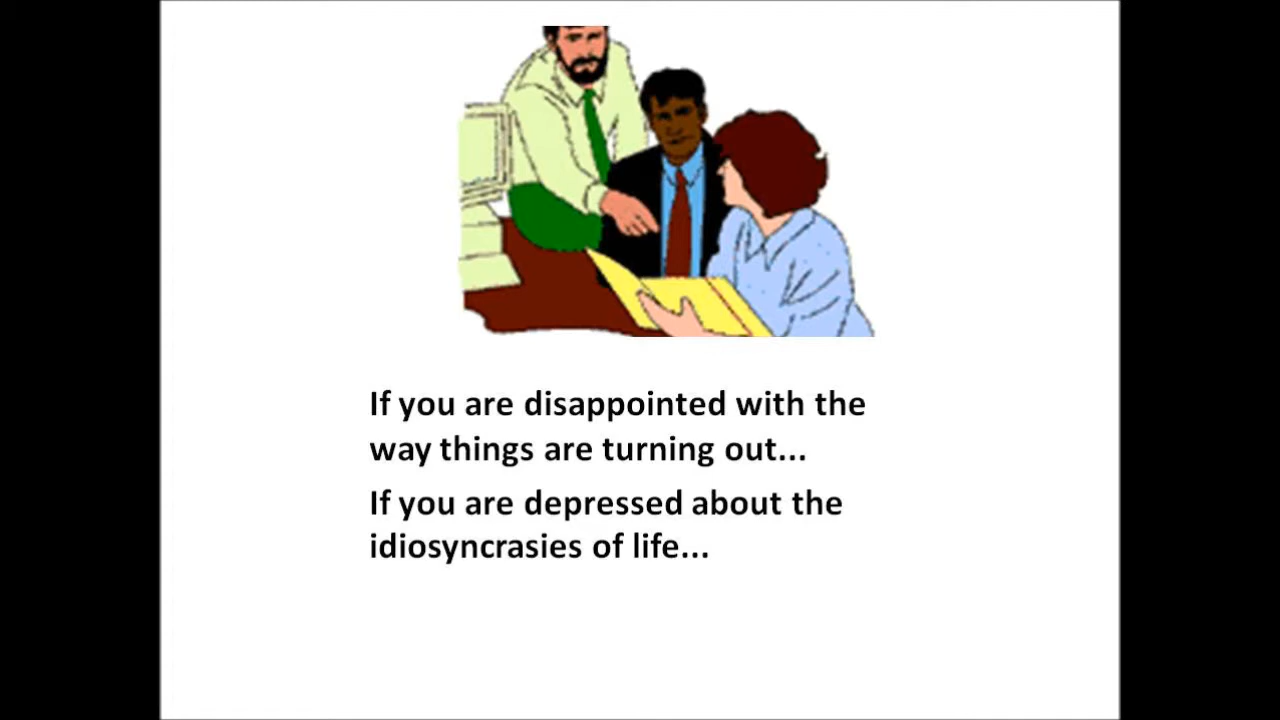 If you are disappointed with the
way things are turning out...
If you are depressed about the
idiosyncrasies of life...